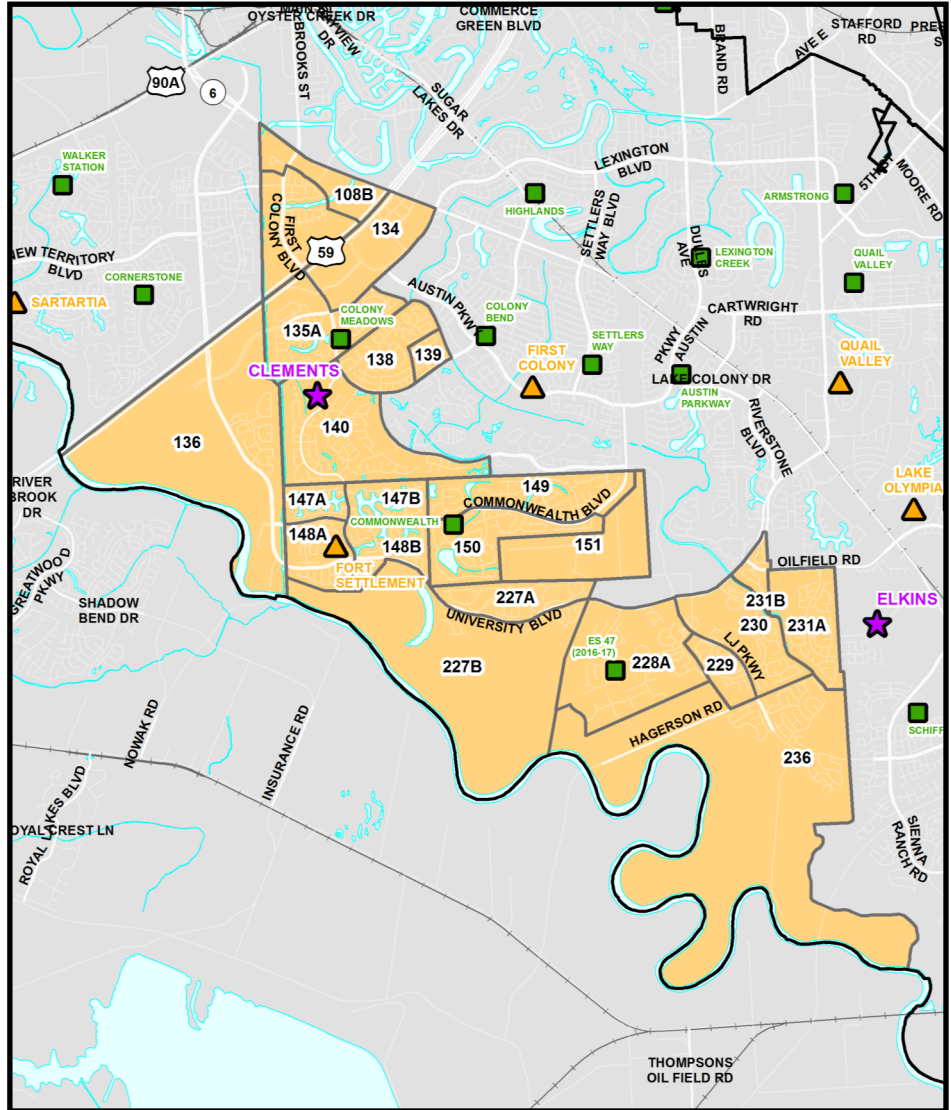 MAIN ST
OYSTER CREEK DR
COMMERCE
GREEN BLVD
STAFFORD
RD
AVE E
BRAND RD
BROOKS ST
DR
90A
6
SUGAR
LAKES DR
LEXINGTON
BLVD
5TH ST
MOORE RD
WALKER
STATION
108B
HIGHLANDS
SETTLERS
WAY BLVD
ARMSTRONG
FIRST
COLONY BLVD
134
59
DULLES
AVE
LEXINGTON
CREEK
QUAIL
VALLEY
NEW TERRITORY
BLVD
CORNERSTONE
SARTARTIA
AUSTIN PKWY
COLONY
BEND
CARTWRIGHT
RD
COLONY
MEADOWS
135A
138
139
FIRST
COLONY
SETTLERS
WAY
PKWY
AUSTIN
QUAIL
VALLEY
CLEMENTS
LAKE COLONY DR
AUSTIN
PARKWAY
RIVERSTONE
BLVD
136
140
RIVER
BROOK
DR
LAKE
OLYMPIA
147A
147B
149
COMMONWEALTH BLVD
COMMONWEALTH
148A
148B
150
151
FORT
SETTLEMENT
OILFIELD RD
GREATWOOD
PKWY
SHADOW
BEND DR
227A
UNIVERSITY BLVD
231B
230
231A
ELKINS
ES 47
(2016-17)
228A
229
LJ PKWY
227B
HAGERSON RD
SCHIFF
236
NOWAK RD
INSURANCE RD
ROYAL LAKES BLVD
OYAL CREST LN
SIENNA
RANCH RD
THOMPSONS
OIL FIELD RD